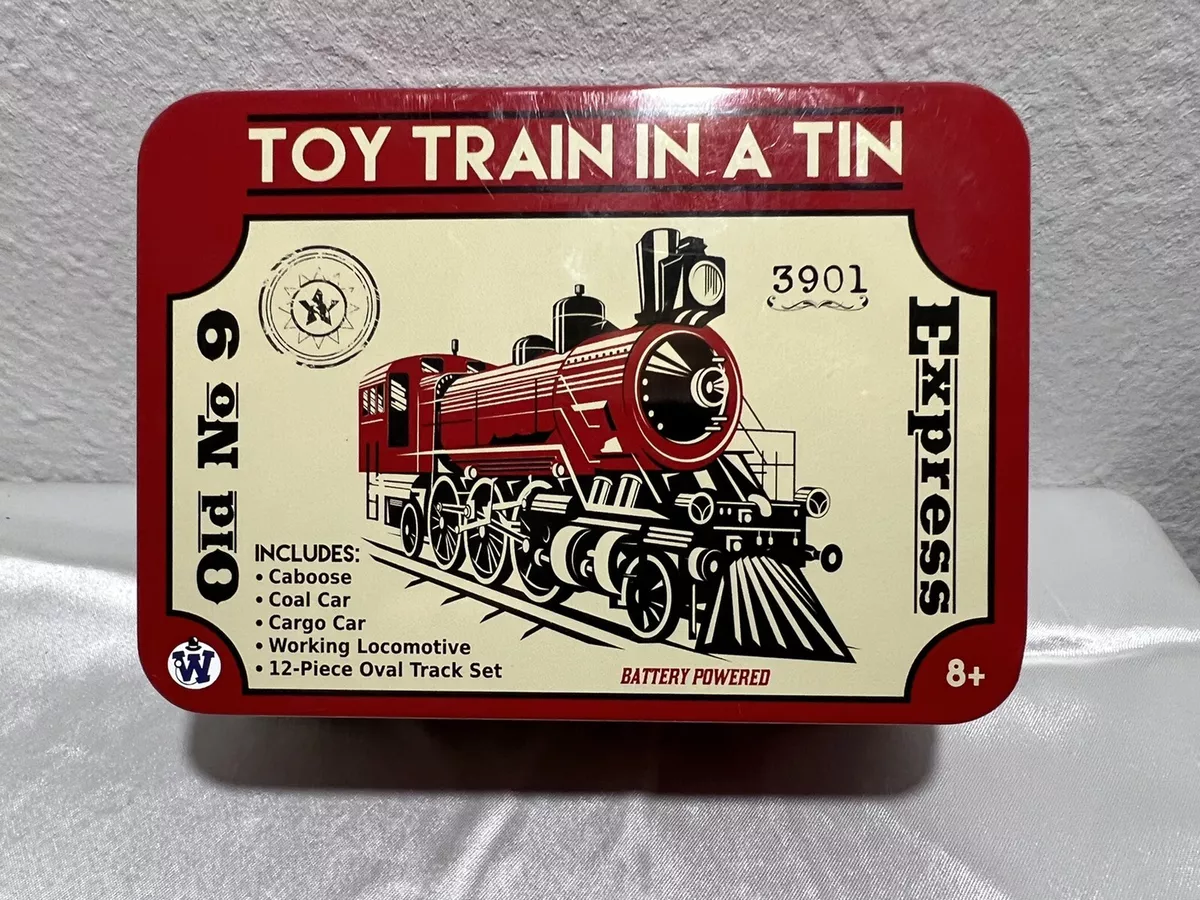 TOY TRAIN IN A TIN
3901
Old No 9
Express
INCLUDES:
• Caboose
• Coal Car
• Cargo Car
• Working Locomotive
• 12-Piece Oval Track Set
BATTERY POWERED
W
8+